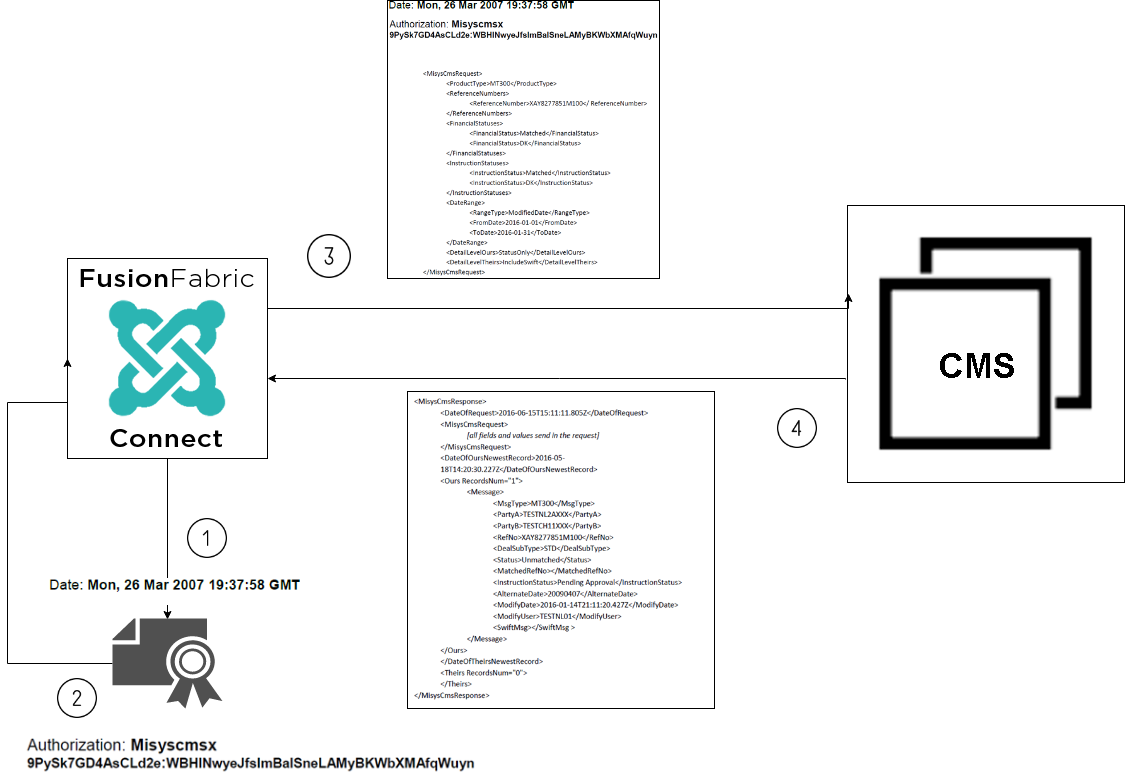 Date: Mon, 26 Mar 2007 19:37:58 GMT
Authorization: Misyscmsx
9PySk7GD4AsCLd2e:WBHlNwyeJfslmBalSneLAMyBKWbXMAfqWuyn
<MisysCmsRequest>
<ProductType>MT300</ProductType>
<ReferenceNumbers>
<ReferenceNumber>XAY8277851M100</ ReferenceNumber>
</ReferenceNumbers>
<FinancialStatuses>
<FinancialStatus>Matched</FinancialStatus>
<FinancialStatus>DK</FinancialStatus>
</FinancialStatuses>
<InstructionStatuses>
<InstructionStatus>Matched</InstructionStatus>
<InstructionStatus>DK</InstructionStatus>
</InstructionStatuses>
<DateRange>
<RangeType>ModifiedDate</RangeType>
<FromDate>2016-01-01</FromDate>
<ToDate>2016-01-31</ToDate>
</DateRange>
<DetailLevelOurs>StatusOnly</DetailLevelOurs>
<DetailLevelTheirs>IncludeSwift</DetailLevelTheirs>
</MisysCmsRequest>
3
FusionFabric
Connect
CMS
<MisysCmsResponse>
<DateOfRequest>2016-06-15T15:11:11.805Z</DateOfRequest>
<MisysCmsRequest>
[all fields and values send in the request]
</MisysCmsRequest>
<DateOfOursNewestRecord>2016-05-
18T14:20:30.227Z</DateOfOursNewestRecord>
<Ours RecordsNum="1">
<Message>
<MsgType>MT300</MsgType>
<PartyA>TESTNL2AXXX</PartyA>
<PartyB>TESTCH11XXX</PartyB>
<RefNo>XAY8277851M100</RefNo>
<DealSubType>STD</DealSubType>
<Status>Unmatched</Status>
<MatchedRefNo></MatchedRefNo>
<InstructionStatus>Pending Approval</InstructionStatus>
<AlternateDate>20090407</AlternateDate>
<ModifyDate>2016-01-14T21:11:20.427Z</ModifyDate>
<ModifyUser>TESTNL01</ModifyUser>
<SwiftMsg></SwiftMsg >
</Message>
</Ours>
</DateOfTheirsNewestRecord>
<Theirs RecordsNum="0">
</Theirs>
</MisysCmsResponse>
4
1
Date: Mon, 26 Mar 2007 19:37:58 GMT
2
Authorization: Misyscmsx
9PySk7GD4AsCLd2e:WBHlNwyeJfslmBalSneLAMyBKWbXMAfqWuyn